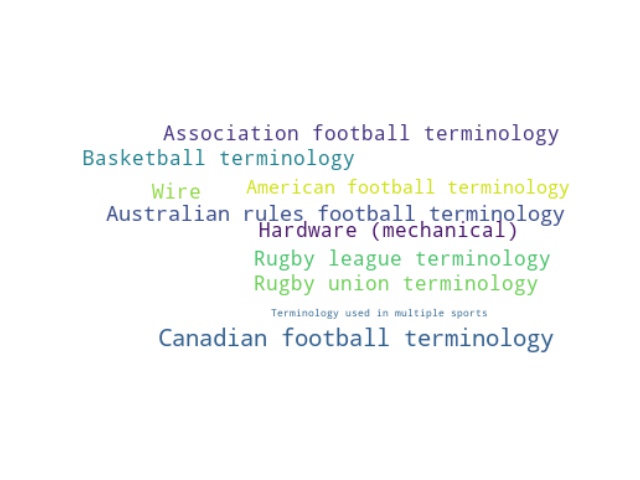 Association football terminology
Basketball terminology
Wire
American football terminology
Australian rules football terminology
Hardware (mechanical)
Rugby league terminology
Rugby union terminology
Terminology used in multiple sports
Canadian football terminology